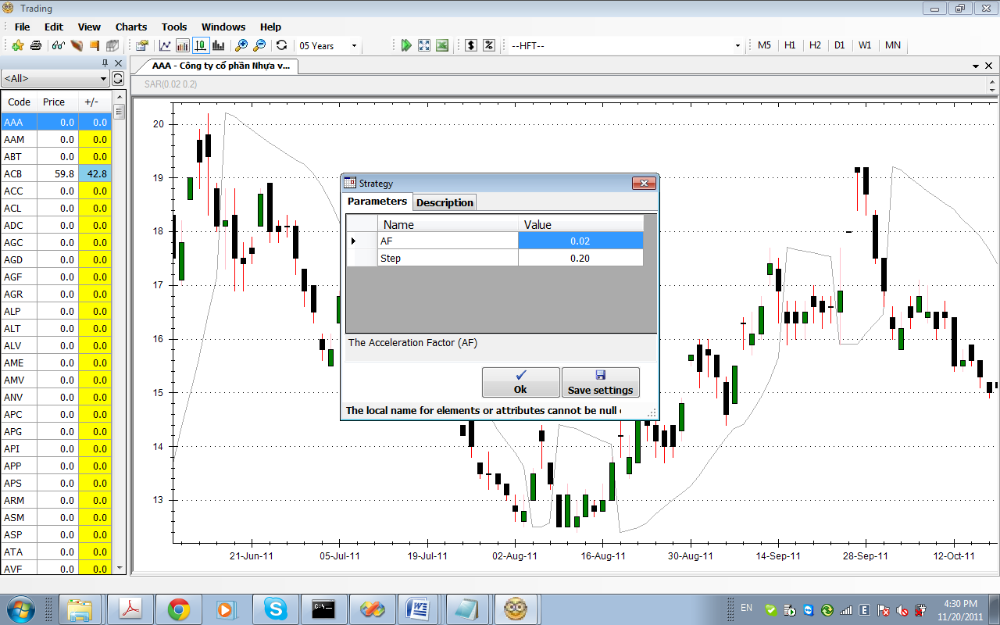 Trading
File Edit View Charts Tools Windows Help
05 Years
--HFT--
M5 H1 H2 D1 W1 MN
<All>
AAA - Công ty cổ phần Nhựa v...
SAR(0.02 0.2)
Code Price +/-
AAA 0.0 0.0
AAM 0.0 0.0
ABT 0.0 0.0
ACB 59.8 42.8
ACC 0.0 0.0
ACL 0.0 0.0
ADC 0.0 0.0
AGC 0.0 0.0
AGD 0.0 0.0
AGF 0.0 0.0
AGR 0.0 0.0
ALP 0.0 0.0
ALT 0.0 0.0
ALV 0.0 0.0
AME 0.0 0.0
AMV 0.0 0.0
ANV 0.0 0.0
APC 0.0 0.0
APG 0.0 0.0
API 0.0 0.0
APP 0.0 0.0
APS 0.0 0.0
ARM 0.0 0.0
ASM 0.0 0.0
ASP 0.0 0.0
ATA 0.0 0.0
AVF 0.0 0.0
20
19
18
17
16
15
14
13
21-Jun-11 05-Jul-11 19-Jul-11 02-Aug-11 16-Aug-11 30-Aug-11 14-Sep-11 28-Sep-11 12-Oct-11
Strategy
Parameters Description
Name Value
AF 0.02
Step 0.20
The Acceleration Factor (AF)
Ok Save settings
The local name for elements or attributes cannot be null
EN
4:30 PM
11/20/2011